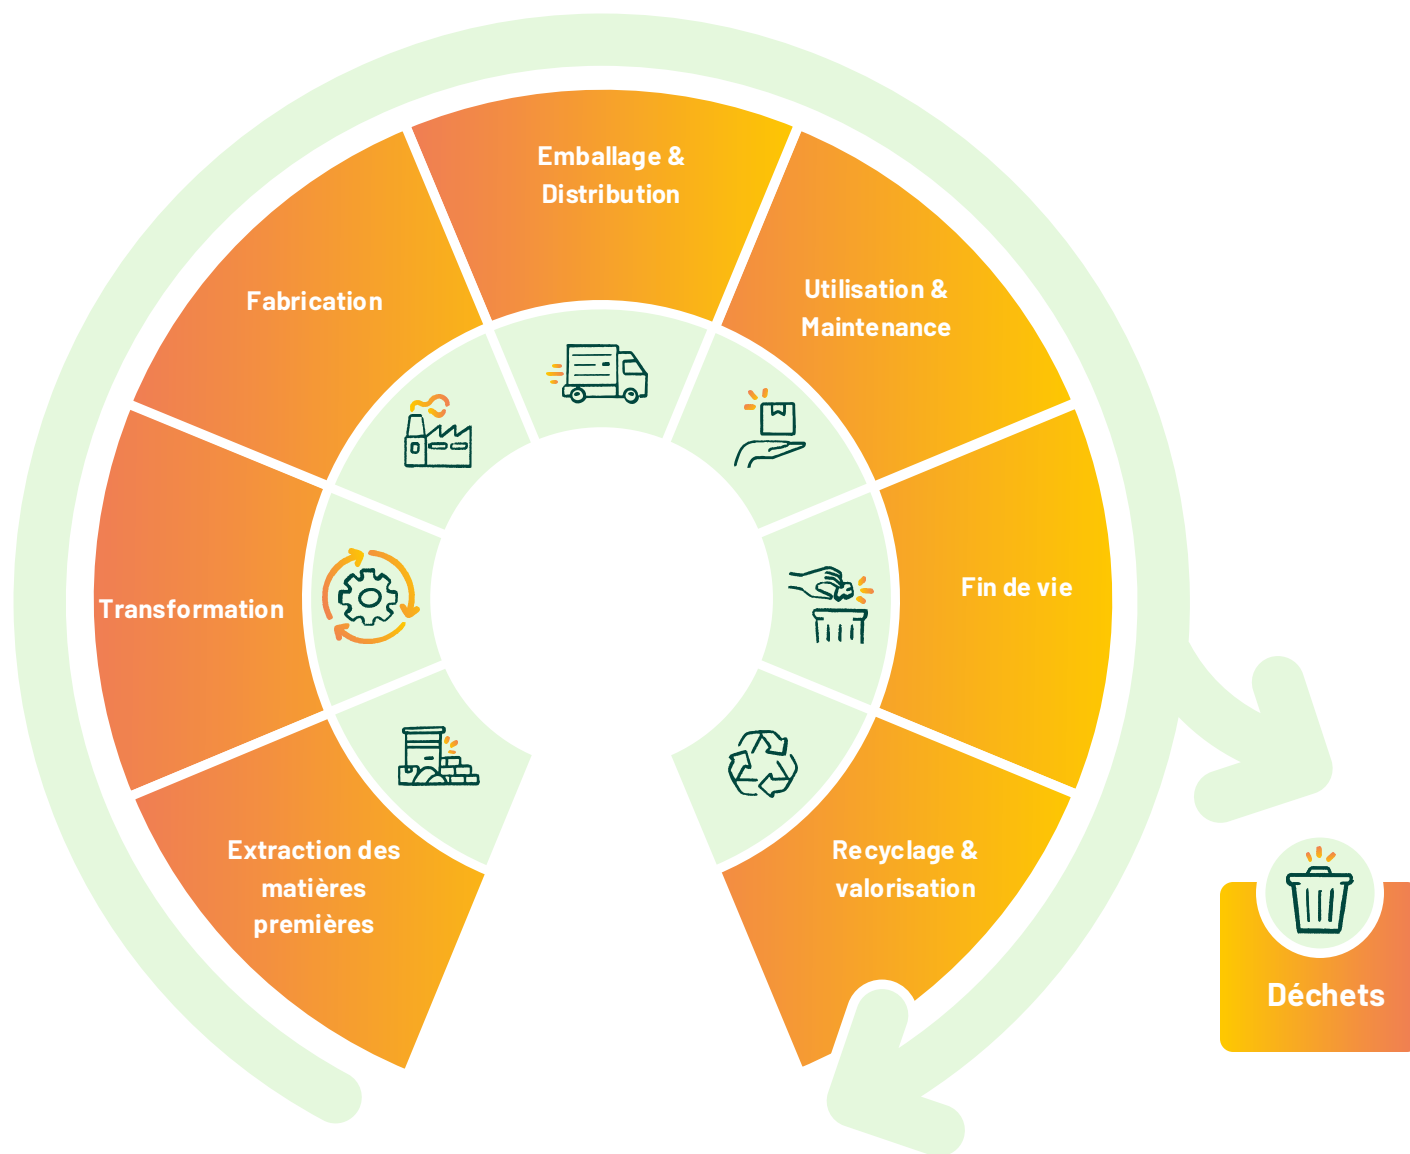 Emballage &
Distribution
Utilisation &
Maintenance
Fabrication
Fin de vie
Transformation
Extraction des
matières
premières
Recyclage &
valorisation
Déchets